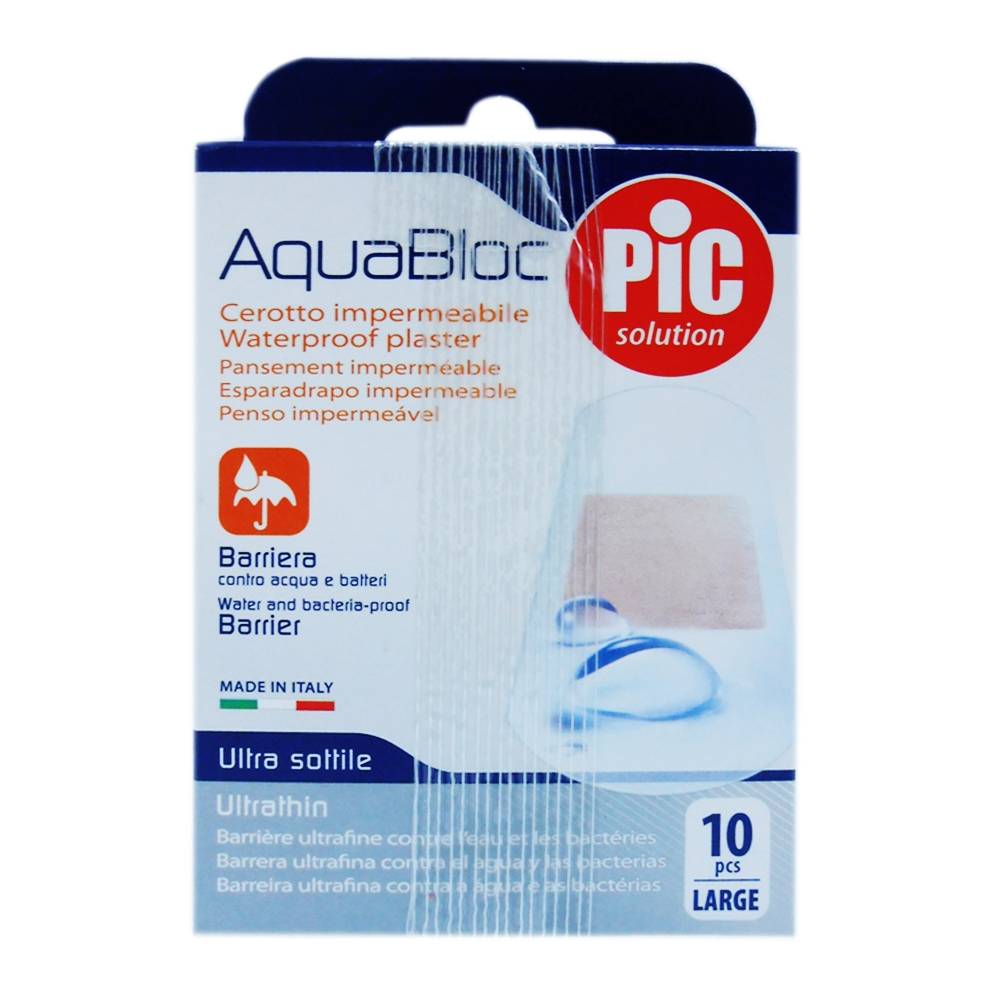 AquaBloc
PiC
solution
Cerotto impermeabile
Waterproof plaster
Pansement imperméable
Esparadrapo impermeable
Penso impermeável
Barriera
contro acqua e batteri
Water and bacteria-proof
Barrier
MADE IN ITALY
Ultra sottile
Ultrathin
Barrière ultrafine contre l'eau et les bactéries
Barrera ultrafina contra el agua y las bacterias
Barreira ultrafina contra a água e as bactérias
10
pcs
LARGE